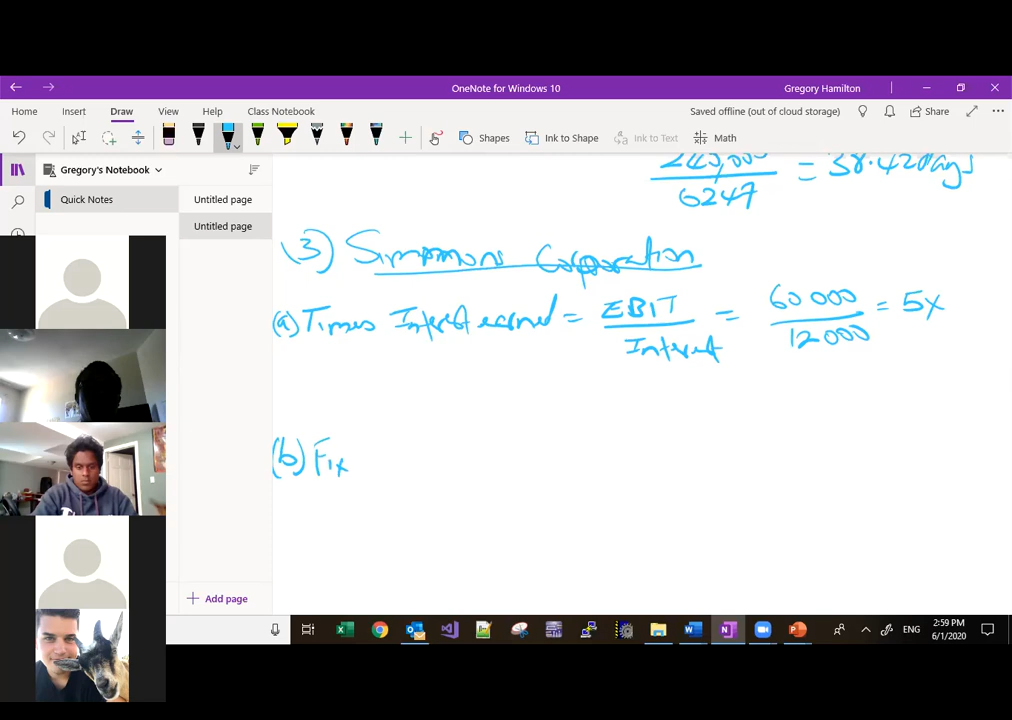 OneNote for Windows 10
Gregory Hamilton
Home Insert Draw View Help Class Notebook
Saved offline (out of cloud storage) Share
Shapes Ink to Shape Ink to Text Math
Gregory's Notebook
Quick Notes
Untitled page
Untitled page
= 38.42days
6247
(3) Simmons Corporation
(a) Times Interest earned = EBIT = 60 000 = 5x
Interest 12 000
(b) Fix
Add page
ENG
2:59 PM
6/1/2020